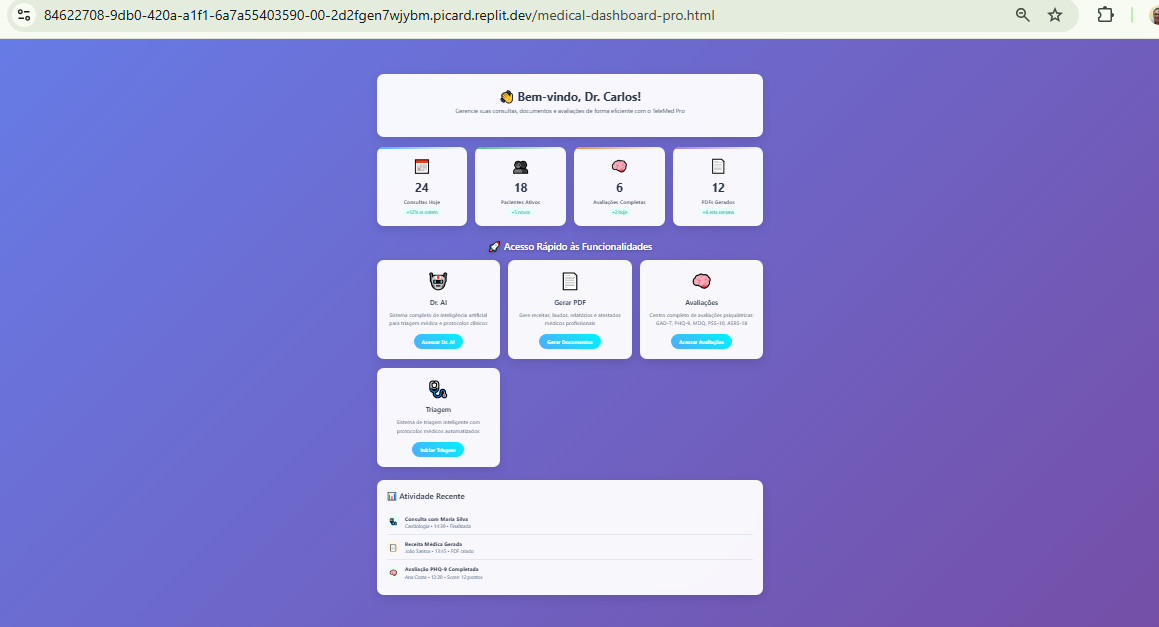 84622708-9db0-420a-a1f1-6a7a55403590-00-2d2fgen7wjybm.picard.replit.dev/medical-dashboard-pro.html
👋 Bem-vindo, Dr. Carlos!
Gerencie suas consultas, documentos e avaliações de forma eficiente com o TeleMed Pro
24
Consultas Hoje
+12% vs ontem
18
Pacientes Ativos
+5 novos
6
Avaliações Completas
+2 hoje
12
PDFs Gerados
+8 esta semana
🚀 Acesso Rápido às Funcionalidades
Dr. AI
Sistema completo de inteligência artificial
para triagem médica e protocolos clínicos
Acessar Dr. AI
Gerar PDF
Gere receitas, laudos, relatórios e atestados
médicos profissionais
Gerar Documentos
Avaliações
Centro completo de avaliações psiquiátricas:
GAD-7, PHQ-9, MDQ, PSS-10, ASRS-18
Acessar Avaliações
Triagem
Sistema de triagem inteligente com
protocolos médicos automatizados
Iniciar Triagem
📊 Atividade Recente
Consulta com Maria Silva
Cardiologia • 14:30 • Finalizada
Receita Médica Gerada
João Santos • 13:45 • PDF criado
Avaliação PHQ-9 Completada
Ana Costa • 12:20 • Score: 12 pontos